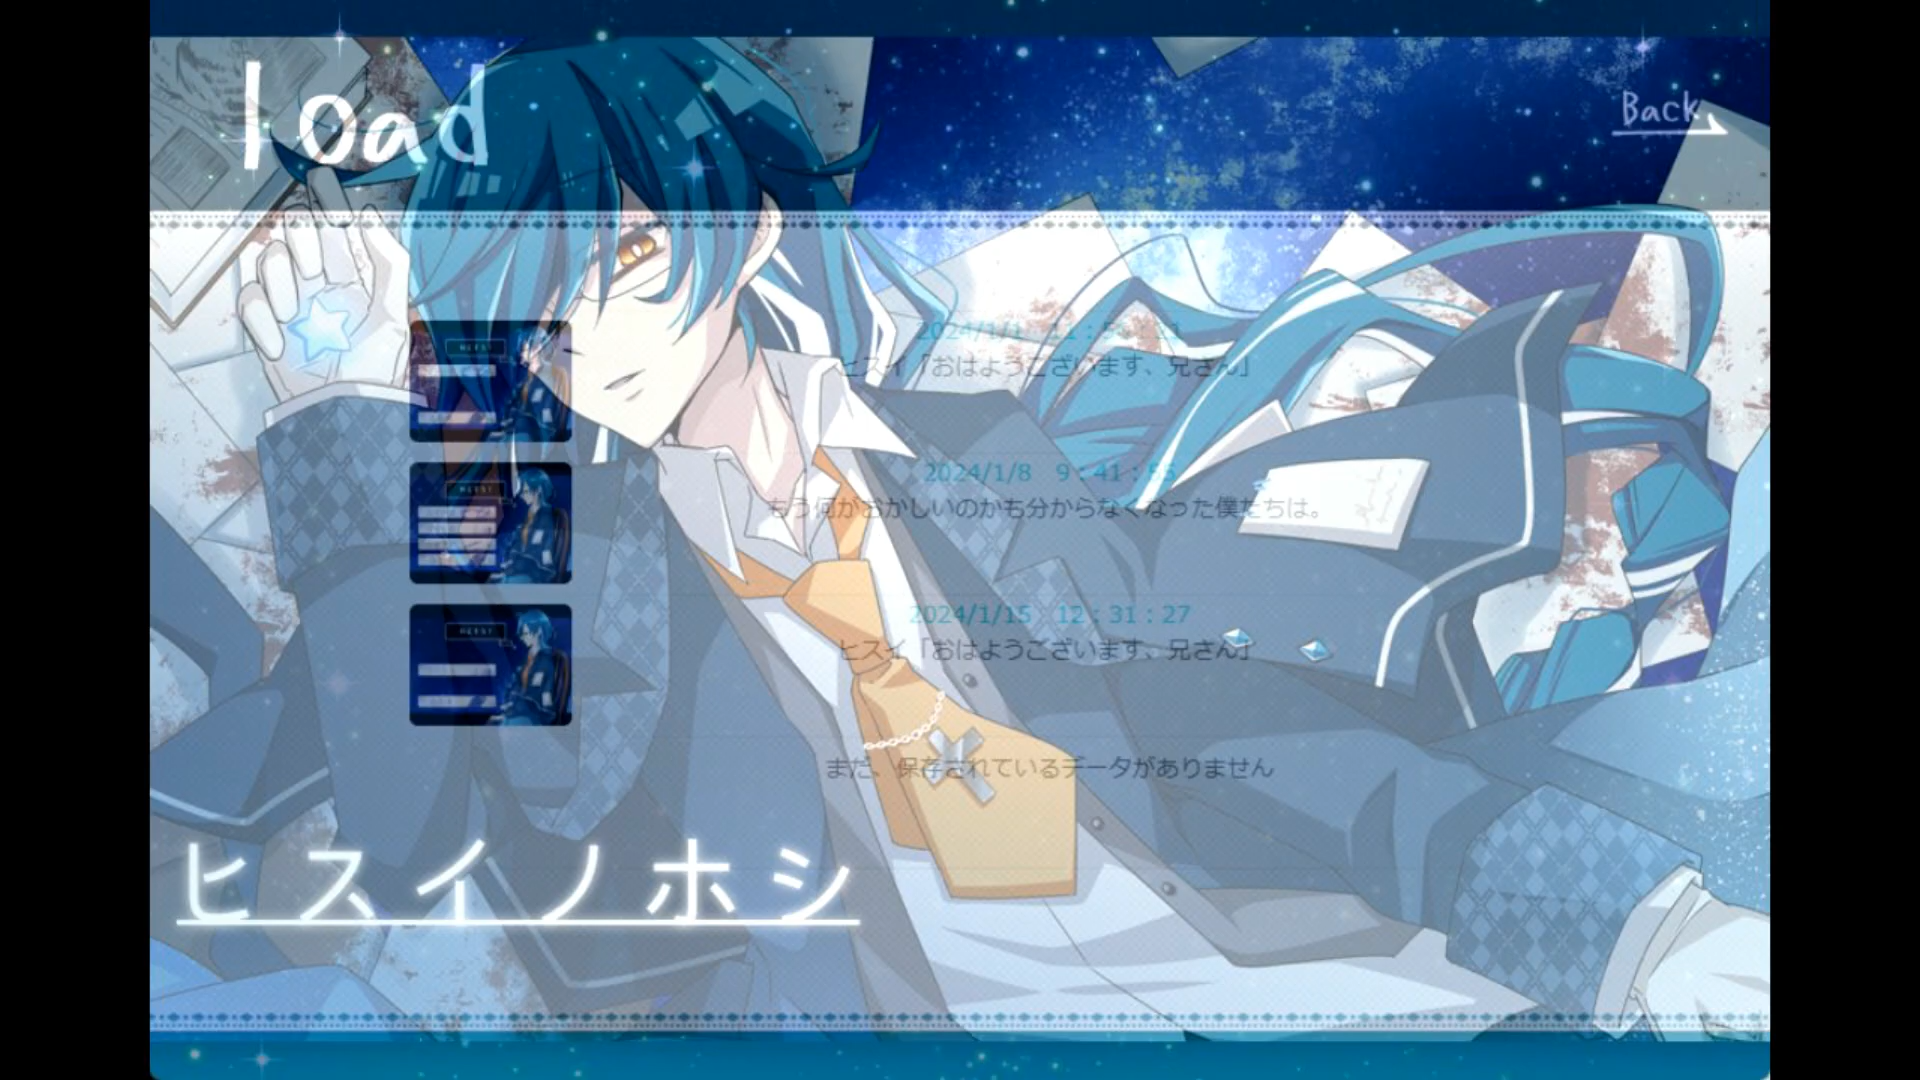 load
Back
ヒスイ「おはようございます、兄さん」
2024/1/8 9:41:55
もう何がおかしいのかも分からなくなった僕たちは。
2024/1/15 12:31:27
ヒスイ「おはようございます、兄さん」
まだ、保存されているデータがありません
ヒスイノホシ